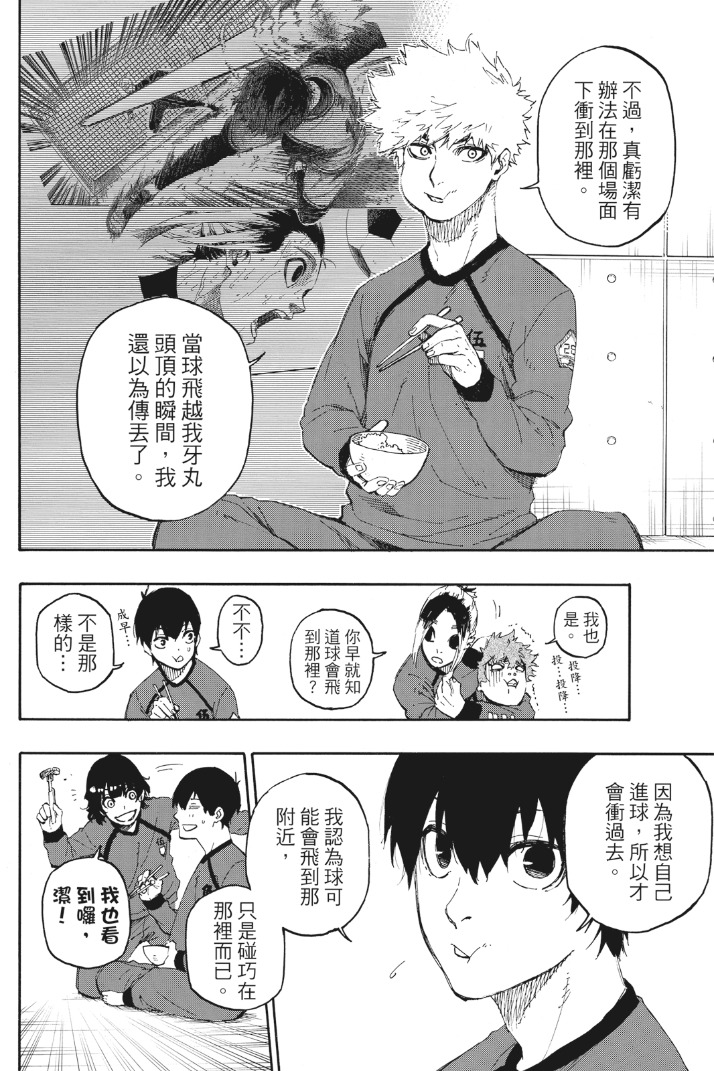 不過，真虧潔有
辦法在那個場面
下衝到那裡。
當球飛越我牙丸
頭頂的瞬間，我
還以為傳丟了。
伍
我也
是。
投…投降…
投降…
你早就知
道球會飛
到那裡？
不不…
成早…
不是那
樣的…
伍
因為我想自己
進球，所以才
會衝過去。
我認為球可
能會飛到那
附近，
只是碰巧在
那裡而已。
我也看
到囉，
潔！